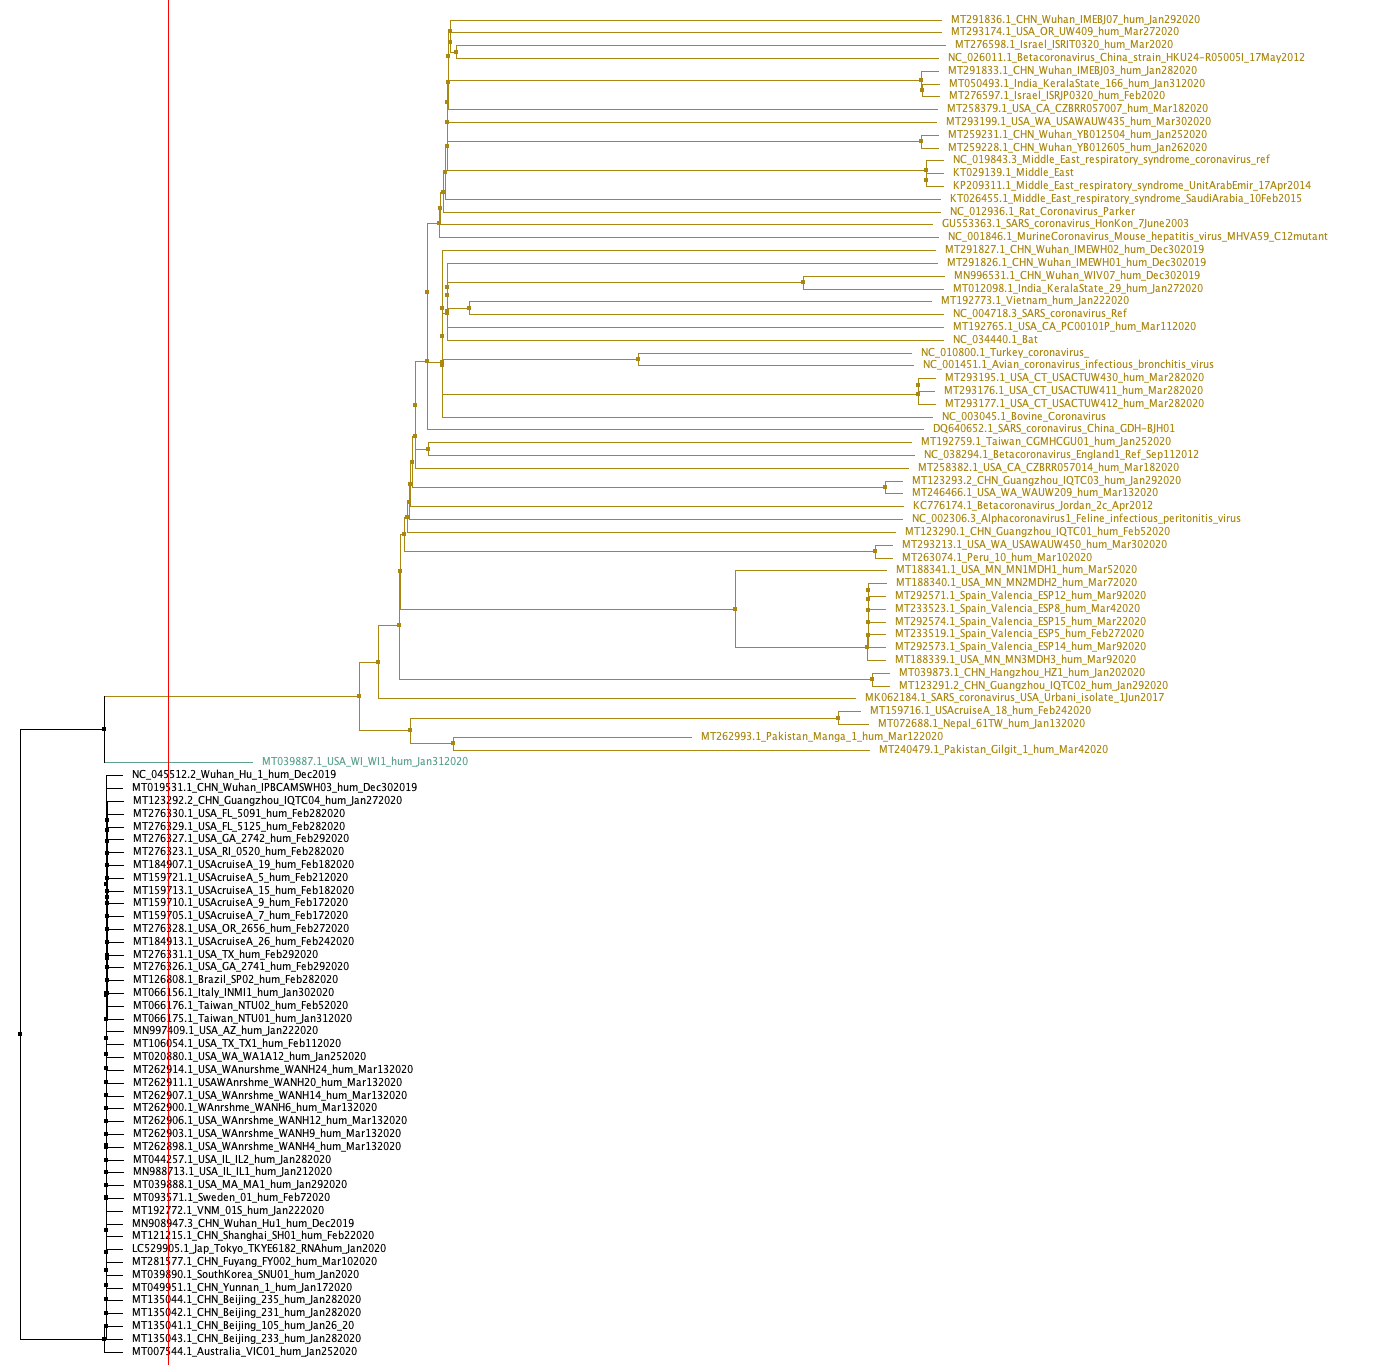 MT291836.1_CHN_Wuhan_IMEBJ07_hum_Jan292020
MT293174.1_USA_OR_UW409_hum_Mar272020
MT276598.1_Israel_ISRIT0320_hum_Mar2020
NC_026011.1_Betacoronavirus_China_strain_HKU24-R05005I_17May2012
MT291833.1_CHN_Wuhan_IMEBJ03_hum_Jan282020
MT050493.1_India_KeralaState_166_hum_Jan312020
MT276597.1_Israel_ISRJP0320_hum_Feb2020
MT258379.1_USA_CA_CZBRR057007_hum_Mar182020
MT293199.1_USA_WA_USAWAUW435_hum_Mar302020
MT259231.1_CHN_Wuhan_YB012504_hum_Jan252020
MT259228.1_CHN_Wuhan_YB012605_hum_Jan262020
NC_019843.3_Middle_East_respiratory_syndrome_coronavirus_ref
KT029139.1_Middle_East
KP209311.1_Middle_East_respiratory_syndrome_UnitArabEmir_17Apr2014
KT026455.1_Middle_East_respiratory_syndrome_SaudiArabia_10Feb2015
NC_012936.1_Rat_Coronavirus_Parker
GU553363.1_SARS_coronavirus_HonKon_7June2003
NC_001846.1_MurineCoronavirus_Mouse_hepatitis_virus_MHVA59_C12mutant
MT291827.1_CHN_Wuhan_IMEWH02_hum_Dec302019
MT291826.1_CHN_Wuhan_IMEWH01_hum_Dec302019
MN996531.1_CHN_Wuhan_WIV07_hum_Dec302019
MT012098.1_India_KeralaState_29_hum_Jan272020
MT192773.1_Vietnam_hum_Jan222020
NC_004718.3_SARS_coronavirus_Ref
MT192765.1_USA_CA_PC00101P_hum_Mar112020
NC_034440.1_Bat
NC_010800.1_Turkey_coronavirus_
NC_001451.1_Avian_coronavirus_infectious_bronchitis_virus
MT293195.1_USA_CT_USACTUW430_hum_Mar282020
MT293176.1_USA_CT_USACTUW411_hum_Mar282020
MT293177.1_USA_CT_USACTUW412_hum_Mar282020
NC_003045.1_Bovine_Coronavirus
DQ640652.1_SARS_coronavirus_China_GDH-BJH01
MT192759.1_Taiwan_CGMHCGU01_hum_Jan252020
NC_038294.1_Betacoronavirus_England1_Ref_Sep112012
MT258382.1_USA_CA_CZBRR057014_hum_Mar182020
MT123293.2_CHN_Guangzhou_IQTC03_hum_Jan292020
MT246466.1_USA_WA_WAUW209_hum_Mar132020
KC776174.1_Betacoronavirus_Jordan_2c_Apr2012
NC_002306.3_Alphacoronavirus1_Feline_infectious_peritonitis_virus
MT123290.1_CHN_Guangzhou_IQTC01_hum_Feb52020
MT293213.1_USA_WA_USAWAUW450_hum_Mar302020
MT263074.1_Peru_10_hum_Mar102020
MT188341.1_USA_MN_MN1MDH1_hum_Mar52020
MT188340.1_USA_MN_MN2MDH2_hum_Mar72020
MT292571.1_Spain_Valencia_ESP12_hum_Mar92020
MT233523.1_Spain_Valencia_ESP8_hum_Mar42020
MT292574.1_Spain_Valencia_ESP15_hum_Mar22020
MT233519.1_Spain_Valencia_ESP5_hum_Feb272020
MT292573.1_Spain_Valencia_ESP14_hum_Mar92020
MT188339.1_USA_MN_MN3MDH3_hum_Mar92020
MT039873.1_CHN_Hangzhou_HZ1_hum_Jan202020
MT123291.2_CHN_Guangzhou_IQTC02_hum_Jan292020
MK062184.1_SARS_coronavirus_USA_Urbani_isolate_1Jun2017
MT159716.1_USAcruiseA_18_hum_Feb242020
MT072688.1_Nepal_61TW_hum_Jan132020
MT262993.1_Pakistan_Manga_1_hum_Mar122020
MT240479.1_Pakistan_Gilgit_1_hum_Mar42020
MT039887.1_USA_WI_WI1_hum_Jan312020
NC_045512.2_Wuhan_Hu_1_hum_Dec2019
MT019531.1_CHN_Wuhan_IPBCAMSWH03_hum_Dec302019
MT123292.2_CHN_Guangzhou_IQTC04_hum_Jan272020
MT276330.1_USA_FL_5091_hum_Feb282020
MT276329.1_USA_FL_5125_hum_Feb282020
MT276327.1_USA_GA_2742_hum_Feb292020
MT276323.1_USA_RI_0520_hum_Feb282020
MT184907.1_USAcruiseA_19_hum_Feb182020
MT159721.1_USAcruiseA_5_hum_Feb212020
MT159713.1_USAcruiseA_15_hum_Feb182020
MT159710.1_USAcruiseA_9_hum_Feb172020
MT159705.1_USAcruiseA_7_hum_Feb172020
MT276328.1_USA_OR_2656_hum_Feb272020
MT184913.1_USAcruiseA_26_hum_Feb242020
MT276331.1_USA_TX_hum_Feb292020
MT276326.1_USA_GA_2741_hum_Feb292020
MT126808.1_Brazil_SP02_hum_Feb282020
MT066156.1_Italy_INMI1_hum_Jan302020
MT066176.1_Taiwan_NTU02_hum_Feb52020
MT066175.1_Taiwan_NTU01_hum_Jan312020
MN997409.1_USA_AZ_hum_Jan222020
MT106054.1_USA_TX_TX1_hum_Feb112020
MT020880.1_USA_WA_WA1A12_hum_Jan252020
MT262914.1_USA_WAnurshme_WANH24_hum_Mar132020
MT262911.1_USAWAnrshme_WANH20_hum_Mar132020
MT262907.1_USA_WAnrshme_WANH14_hum_Mar132020
MT262900.1_WAnrshme_WANH6_hum_Mar132020
MT262906.1_USA_WAnrshme_WANH12_hum_Mar132020
MT262903.1_USA_WAnrshme_WANH9_hum_Mar132020
MT262898.1_USA_WAnrshme_WANH4_hum_Mar132020
MT044257.1_USA_IL_IL2_hum_Jan282020
MN988713.1_USA_IL_IL1_hum_Jan212020
MT039888.1_USA_MA_MA1_hum_Jan292020
MT093571.1_Sweden_01_hum_Feb72020
MT192772.1_VNM_01S_hum_Jan222020
MN908947.3_CHN_Wuhan_Hu1_hum_Dec2019
MT121215.1_CHN_Shanghai_SH01_hum_Feb22020
LC529905.1_Jap_Tokyo_TKYE6182_RNAhum_Jan2020
MT281577.1_CHN_Fuyang_FY002_hum_Mar102020
MT039890.1_SouthKorea_SNU01_hum_Jan2020
MT049951.1_CHN_Yunnan_1_hum_Jan172020
MT135044.1_CHN_Beijing_235_hum_Jan282020
MT135042.1_CHN_Beijing_231_hum_Jan282020
MT135041.1_CHN_Beijing_105_hum_Jan26_20
MT135043.1_CHN_Beijing_233_hum_Jan282020
MT007544.1_Australia_VIC01_hum_Jan252020